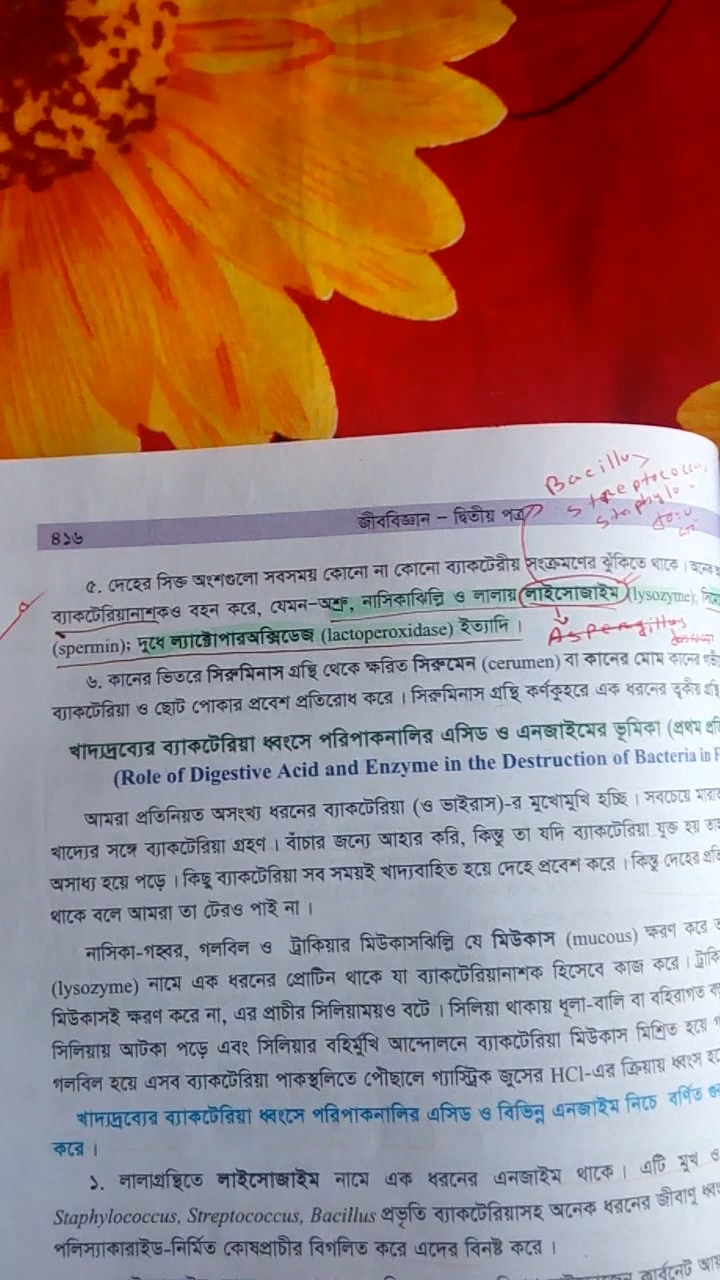 Bacillus
Streptococcus
Staphylo
৪১৬
জীববিজ্ঞান – দ্বিতীয় পত্র
৫. দেহের সিক্ত অংশগুলো সবসময় কোনো না কোনো ব্যাকটেরীয় সংক্রমণের ঝুঁকিতে থাকে।
ব্যাকটেরিয়ানাশকও বহন করে, যেমন-অশ্রু, নাসিকাঝিল্লি ও লালায় লাইসোজাইম (lysozyme);
Aspergillus
(spermin); দুধে ল্যাক্টোপারঅক্সিডেজ (lactoperoxidase) ইত্যাদি।
৬. কানের ভিতরে সিরুমিনাস গ্রন্থি থেকে ক্ষরিত সিরুমেন (cerumen) বা কানের মোম কানের
ব্যাকটেরিয়া ও ছোট পোকার প্রবেশ প্রতিরোধ করে। সিরুমিনাস গ্রন্থি কর্ণকুহরে এক ধরনের ত্বকীয়
খাদ্যদ্রব্যের ব্যাকটেরিয়া ধ্বংসে পরিপাকনালির এসিড ও এনজাইমের ভূমিকা (প্রথম
(Role of Digestive Acid and Enzyme in the Destruction of Bacteria in
আমরা প্রতিনিয়ত অসংখ্য ধরনের ব্যাকটেরিয়া (ও ভাইরাস)-র মুখোমুখি হচ্ছি। সবচেয়ে
খাদ্যের সঙ্গে ব্যাকটেরিয়া গ্রহণ। বাঁচার জন্যে আহার করি, কিন্তু তা যদি ব্যাকটেরিয়া যুক্ত হয়
অসাধ্য হয়ে পড়ে। কিছু ব্যাকটেরিয়া সব সময়ই খাদ্যবাহিত হয়ে দেহে প্রবেশ করে। কিন্তু দেহের
থাকে বলে আমরা তা টেরও পাই না।
নাসিকা-গহ্বর, গলবিল ও ট্রাকিয়ার মিউকাসঝিল্লি যে মিউকাস (mucous) ক্ষরণ করে
(lysozyme) নামে এক ধরনের প্রোটিন থাকে যা ব্যাকটেরিয়ানাশক হিসেবে কাজ করে।
মিউকাসই ক্ষরণ করে না, এর প্রাচীর সিলিয়াময়ও বটে। সিলিয়া থাকায় ধূলা-বালি বা বহিরাগত
সিলিয়ায় আটকা পড়ে এবং সিলিয়ার বহির্মুখি আন্দোলনে ব্যাকটেরিয়া মিউকাস মিশ্রিত হয়ে
গলবিল হয়ে এসব ব্যাকটেরিয়া পাকস্থলিতে পৌঁছালে গ্যাস্ট্রিক জুসের HCl-এর ক্রিয়ায় ধ্বংস
খাদ্যদ্রব্যের ব্যাকটেরিয়া ধ্বংসে পরিপাকনালির এসিড ও বিভিন্ন এনজাইম নিচে বর্ণিত
করে।
১. লালাগ্রন্থিতে লাইসোজাইম নামে এক ধরনের এনজাইম থাকে। এটি মুখ
Staphylococcus, Streptococcus, Bacillus প্রভৃতি ব্যাকটেরিয়াসহ অনেক ধরনের জীবাণু
পলিস্যাকারাইড-নির্মিত কোষপ্রাচীর বিগলিত করে এদের বিনষ্ট করে।